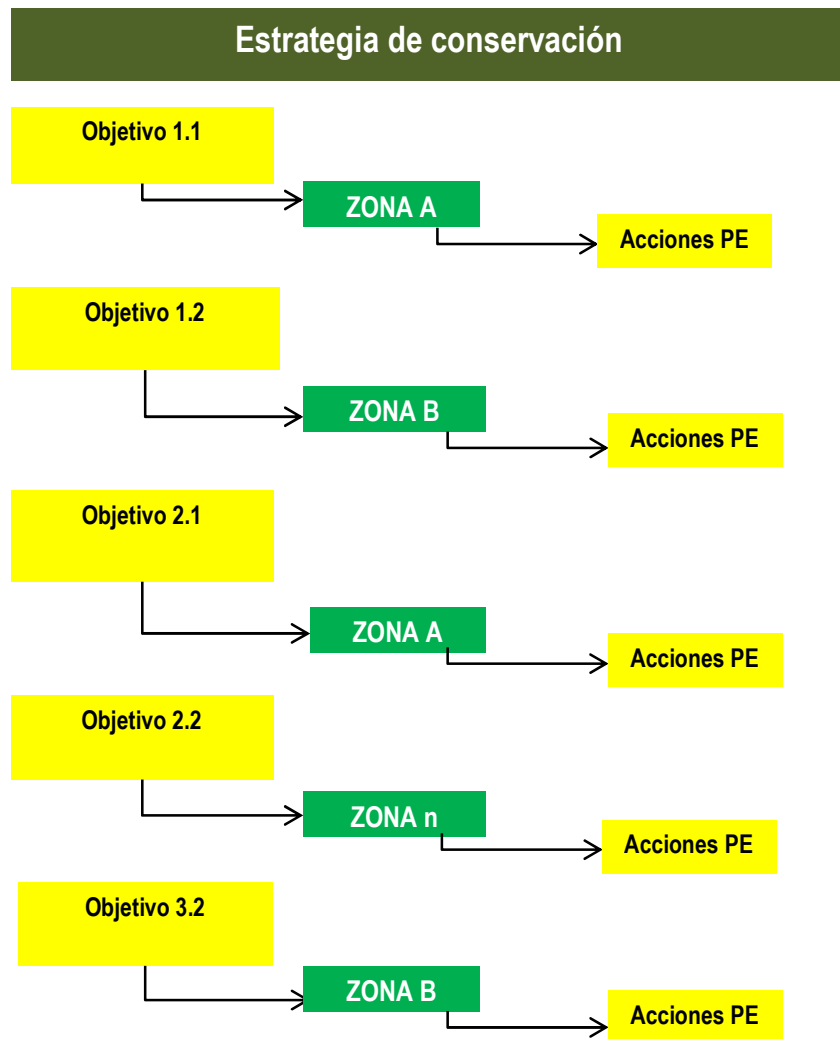 Estrategia de conservación
Objetivo 1.1
ZONA A
Acciones PE
Objetivo 1.2
ZONA B
Acciones PE
Objetivo 2.1
ZONA A
Acciones PE
Objetivo 2.2
ZONA n
Acciones PE
Objetivo 3.2
ZONA B
Acciones PE